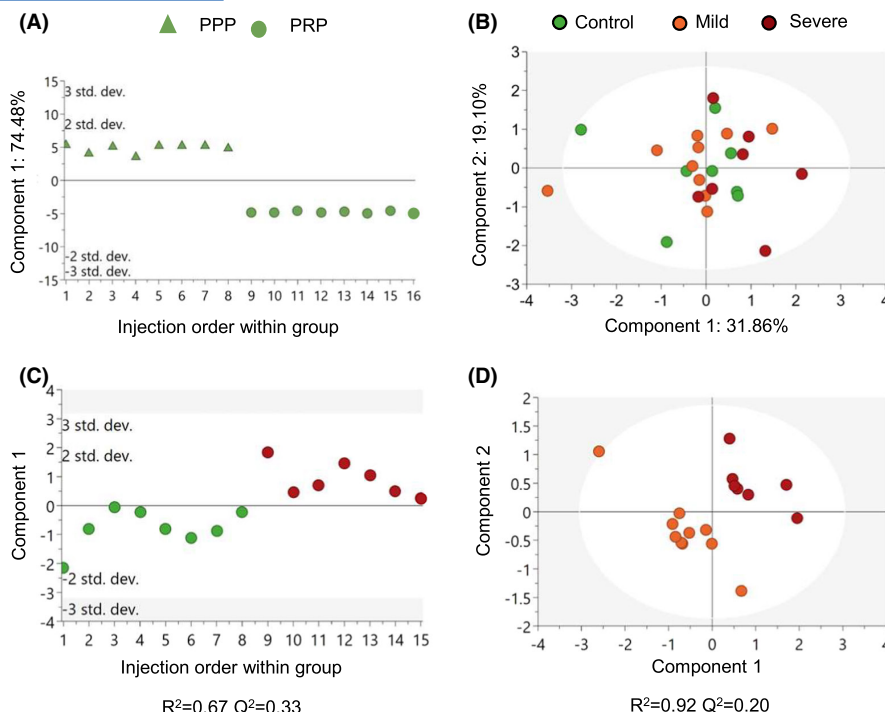 (A)
PPP PRP
15
10
5
0
-5
-10
-15
3 std. dev.
2 std. dev.
-2 std. dev.
-3 std. dev.
Component 1: 74.48%
1 2 3 4 5 6 7 8 9 10 11 12 13 14 15 16
Injection order within group
(B)
Control Mild Severe
3
2
1
0
-1
-2
-3
Component 2: 19.10%
-4 -3 -2 -1 0 1 2 3 4
Component 1: 31.86%
(C)
4
3
2
1
0
-1
-2
-3
-4
3 std. dev.
2 std. dev.
-2 std. dev.
-3 std. dev.
Component 1
1 2 3 4 5 6 7 8 9 10 11 12 13 14 15
Injection order within group
R²=0.67 Q²=0.33
(D)
2
1.5
1
0.5
0
-0.5
-1
-1.5
-2
Component 2
-4 -3 -2 -1 0 1 2 3 4
Component 1
R²=0.92 Q²=0.20